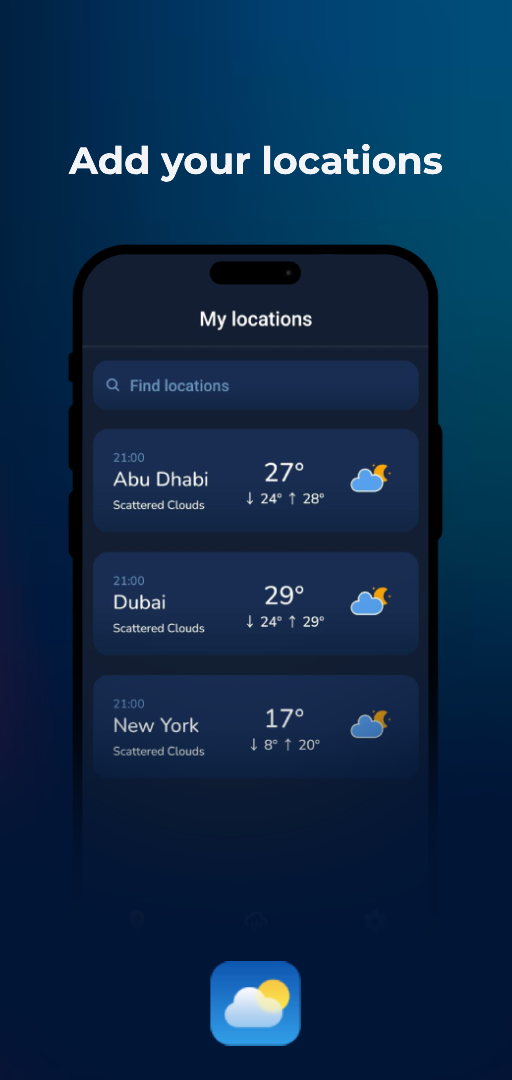 Add your locations
My locations
Find locations
21:00
Abu Dhabi
Scattered Clouds
27°
↓ 24° ↑ 28°
21:00
Dubai
Scattered Clouds
29°
↓ 24° ↑ 29°
21:00
New York
Scattered Clouds
17°
↓ 8° ↑ 20°